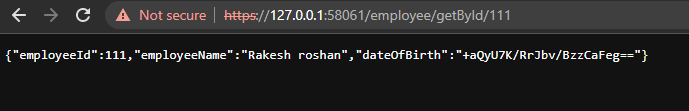 Not secure https://127.0.0.1:58061/employee/getById/111
{"employeeId":111,"employeeName":"Rakesh roshan","dateOfBirth":"+aQyU7K/RrJbv/BzzCaFeg=="}